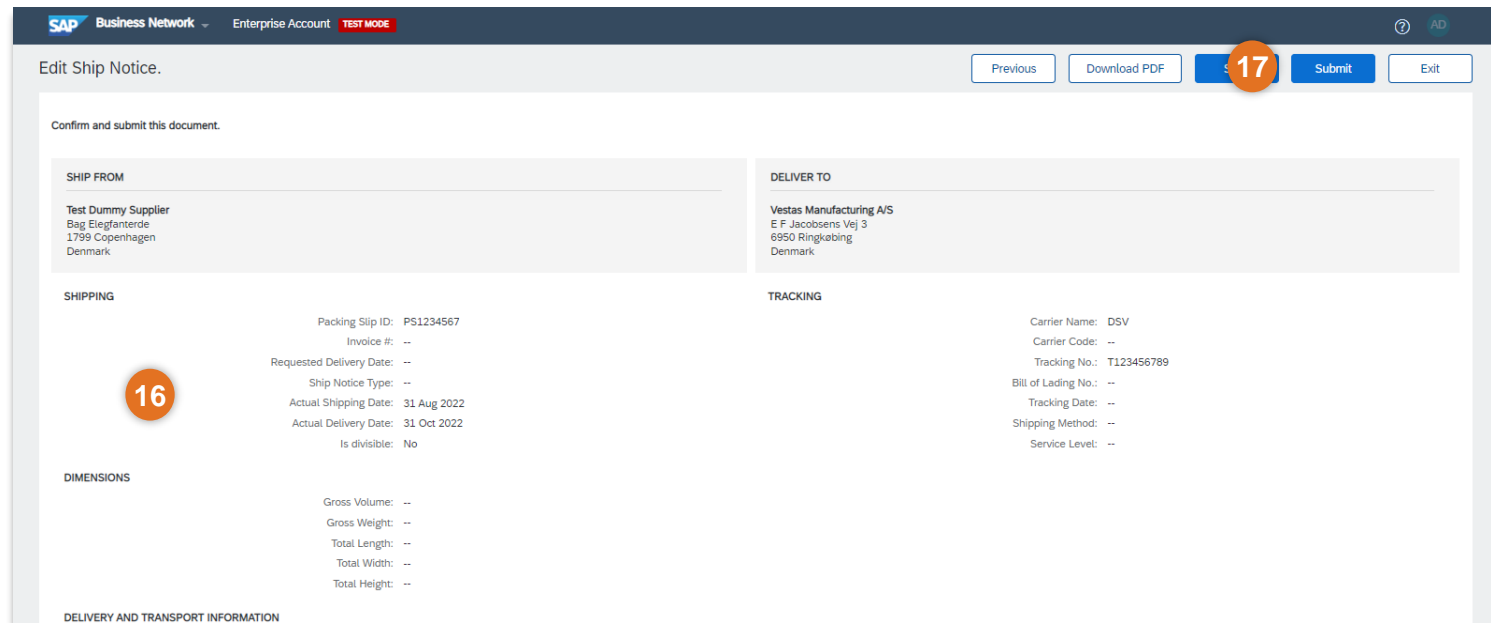 SAP Business Network Enterprise Account TEST MODE ? AD
Edit Ship Notice. Previous Download PDF 17 Submit Exit
Confirm and submit this document.
SHIP FROM
Test Dummy Supplier
Bag Elegfanterde
1799 Copenhagen
Denmark
DELIVER TO
Vestas Manufacturing A/S
E F Jacobsens Vej 3
6950 Ringkøbing
Denmark
SHIPPING
Packing Slip ID: PS1234567
Invoice #: --
Requested Delivery Date: --
Ship Notice Type: --
16
Actual Shipping Date: 31 Aug 2022
Actual Delivery Date: 31 Oct 2022
Is divisible: No
TRACKING
Carrier Name: DSV
Carrier Code: --
Tracking No.: T123456789
Bill of Lading No.: --
Tracking Date: --
Shipping Method: --
Service Level: --
DIMENSIONS
Gross Volume: --
Gross Weight: --
Total Length: --
Total Width: --
Total Height: --
DELIVERY AND TRANSPORT INFORMATION